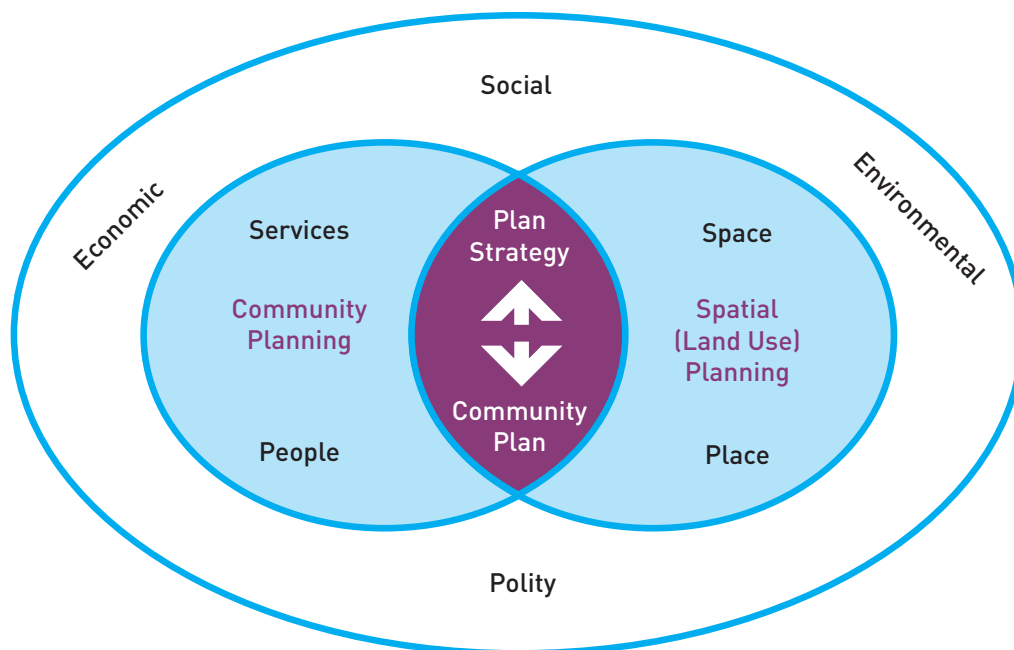 Social
Economic
Environmental
Services
Community
Planning
People
Plan
Strategy
Community
Plan
Space
Spatial
(Land Use)
Planning
Place
Polity